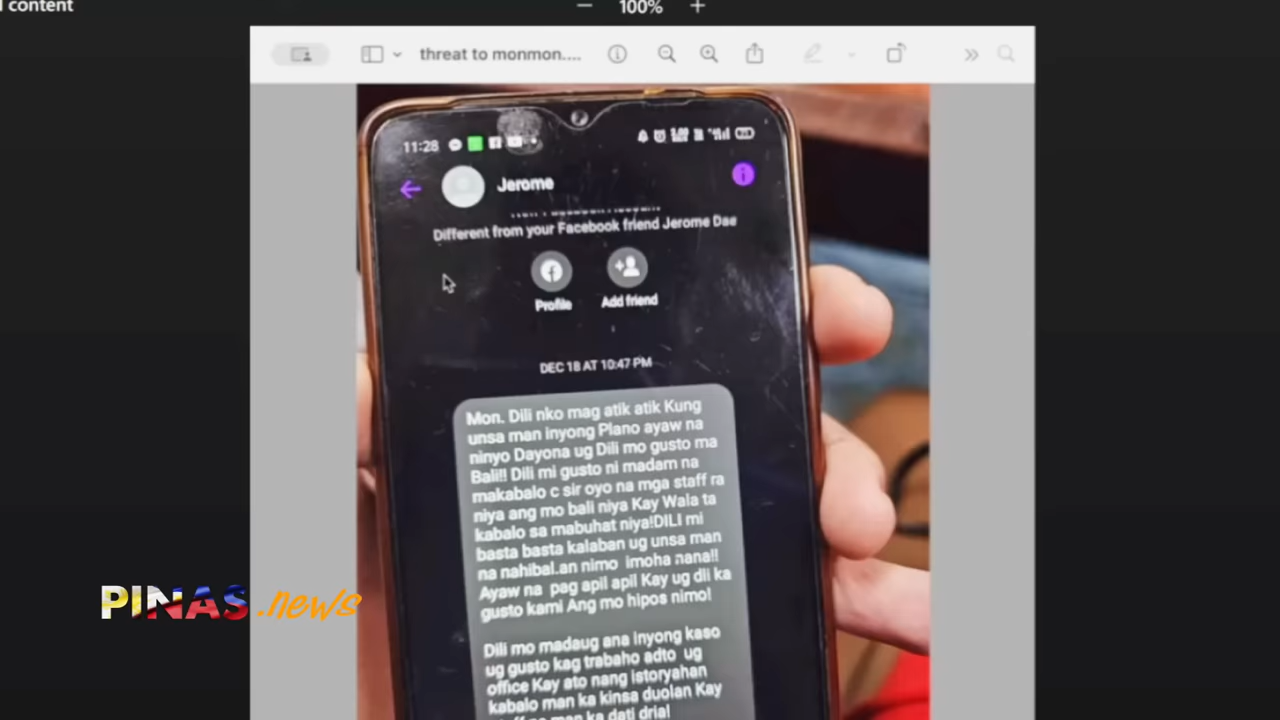 content
100%
threat to monmon....
11:28
Jerome
Different from your Facebook friend Jerome Dae
Profile
Add friend
DEC 18 AT 10:47 PM
Mon. Dili nko mag atik atik Kung
unsa man inyong Plano ayaw na
ninyo Dayona ug Dili mo gusto ma
Bali!! Dili mi gusto ni madam na
makabalo c sir oyo na mga staff ra
niya ang mo bali niya Kay Wala ta
kabalo sa mabuhat niya!DILI mi
basta basta kalaban ug unsa man
na nahibal.an nimo imoha nana!!
Ayaw na pag apil apil Kay ug dli ka
gusto kami Ang mo hipos nimo!
Dili mo madaug ana inyong kaso
ug gusto kag trabaho adto ug
office Kay ato nang istoryahan
kabalo man ka kinsa duolan Kay
na man ka dati dria!
PINAS.news